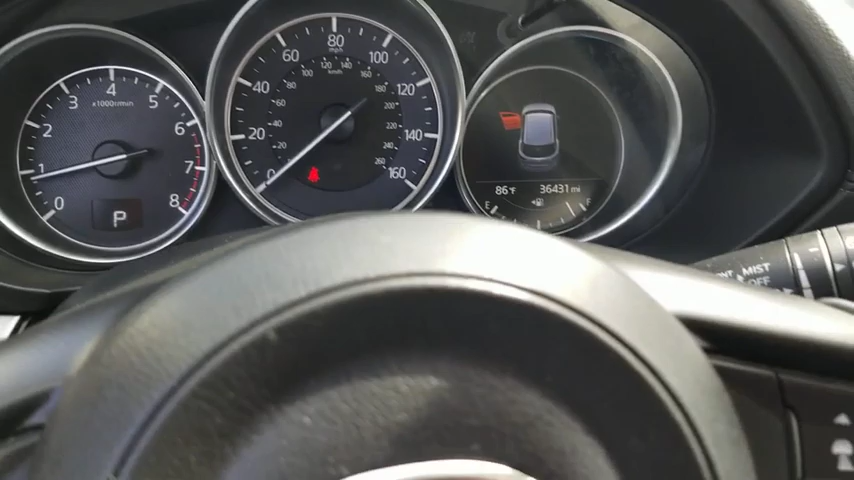 0 1 2 3 4 5 6 7 8
x1000r/min
P
0 20 40 60 80 100 120 140 160
mph
20 40 60 80 100 120 140 160 180 200 220 240 260
km/h
86°F 36431 mi
E F
MIST
OFF